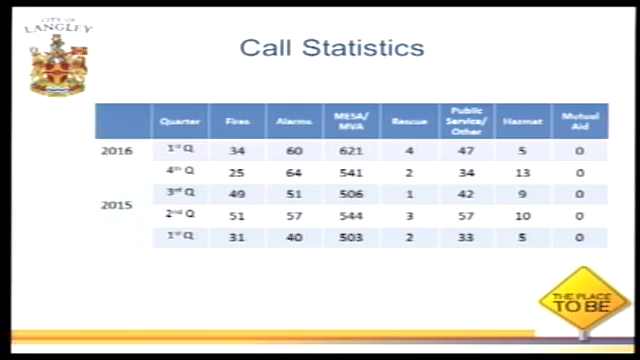 CITY OF
LANGLEY
Call Statistics
Quarter Fires Alarms MESA/ MVA Rescue Public Service/ Other Hazmat Mutual Aid
2016 1st Q 34 60 621 4 47 5 0
4th Q 25 64 541 2 34 13 0
2015 3rd Q 49 51 506 1 42 9 0
2nd Q 51 57 544 3 57 10 0
1st Q 31 40 503 2 33 5 0
THE PLACE
TO BE